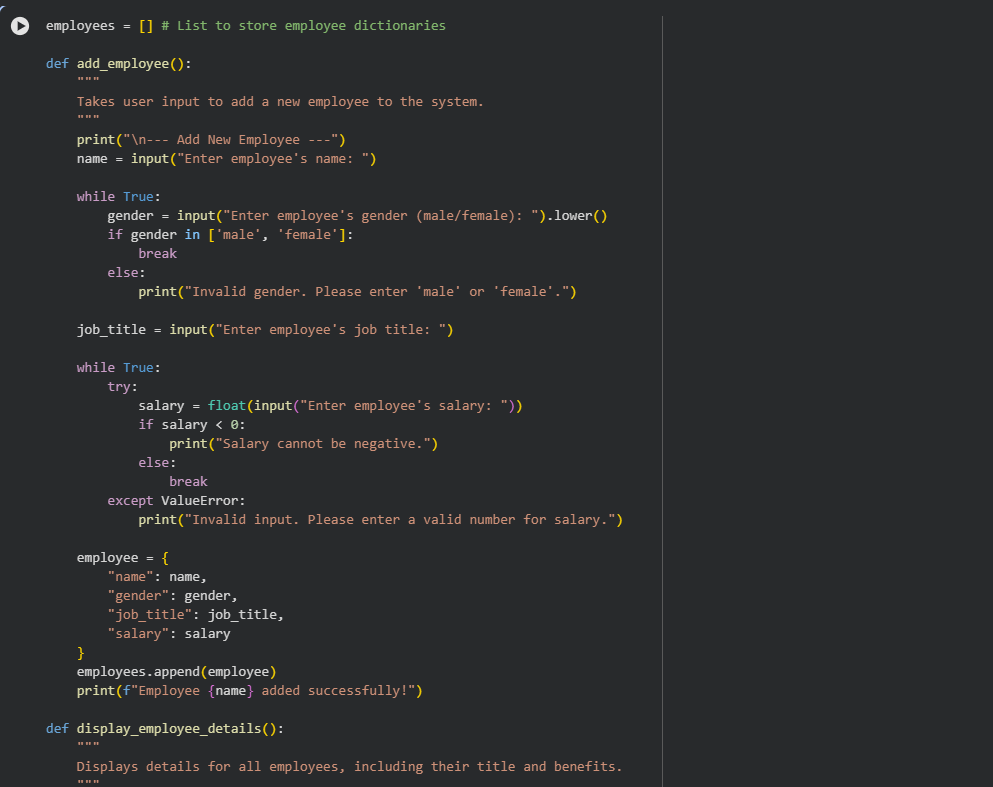 employees = [] # List to store employee dictionaries

def add_employee():
    """
    Takes user input to add a new employee to the system.
    """
    print("\n--- Add New Employee ---")
    name = input("Enter employee's name: ")

    while True:
        gender = input("Enter employee's gender (male/female): ").lower()
        if gender in ['male', 'female']:
            break
        else:
            print("Invalid gender. Please enter 'male' or 'female'.")

    job_title = input("Enter employee's job title: ")

    while True:
        try:
            salary = float(input("Enter employee's salary: "))
            if salary < 0:
                print("Salary cannot be negative.")
            else:
                break
        except ValueError:
            print("Invalid input. Please enter a valid number for salary.")

    employee = {
        "name": name,
        "gender": gender,
        "job_title": job_title,
        "salary": salary
    }
    employees.append(employee)
    print(f"Employee {name} added successfully!")

def display_employee_details():
    """
    Displays details for all employees, including their title and benefits.
    """